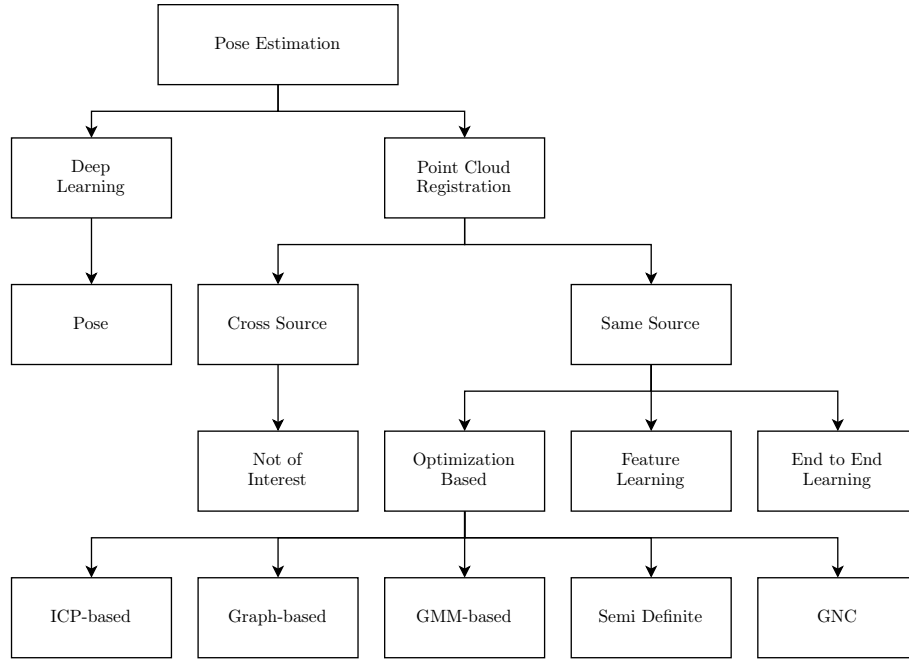 Pose Estimation
Deep
Learning
Point Cloud
Registration
Pose
Cross Source
Same Source
Not of
Interest
Optimization
Based
Feature
Learning
End to End
Learning
ICP-based
Graph-based
GMM-based
Semi Definite
GNC